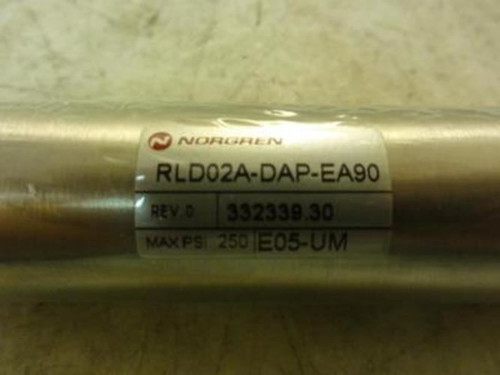 NORGREN
RLD02A-DAP-EA90
REV 0 332339.30
MAX PSI 250 E05-UM